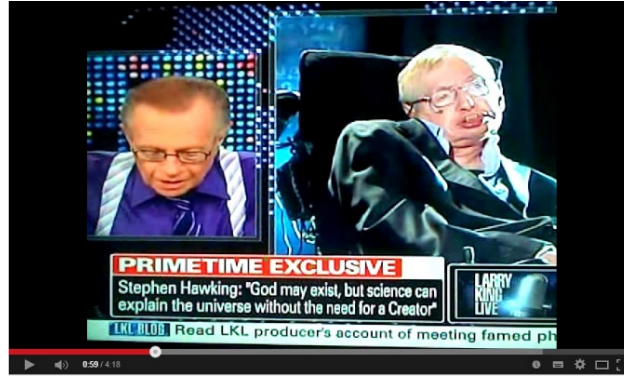 PRIMETIME EXCLUSIVE
Stephen Hawking: "God may exist, but science can
explain the universe without the need for a Creator"
LARRY
KING
LIVE
LKL BLOG Read LKL producer's account of meeting famed ph
0:59 / 4:18